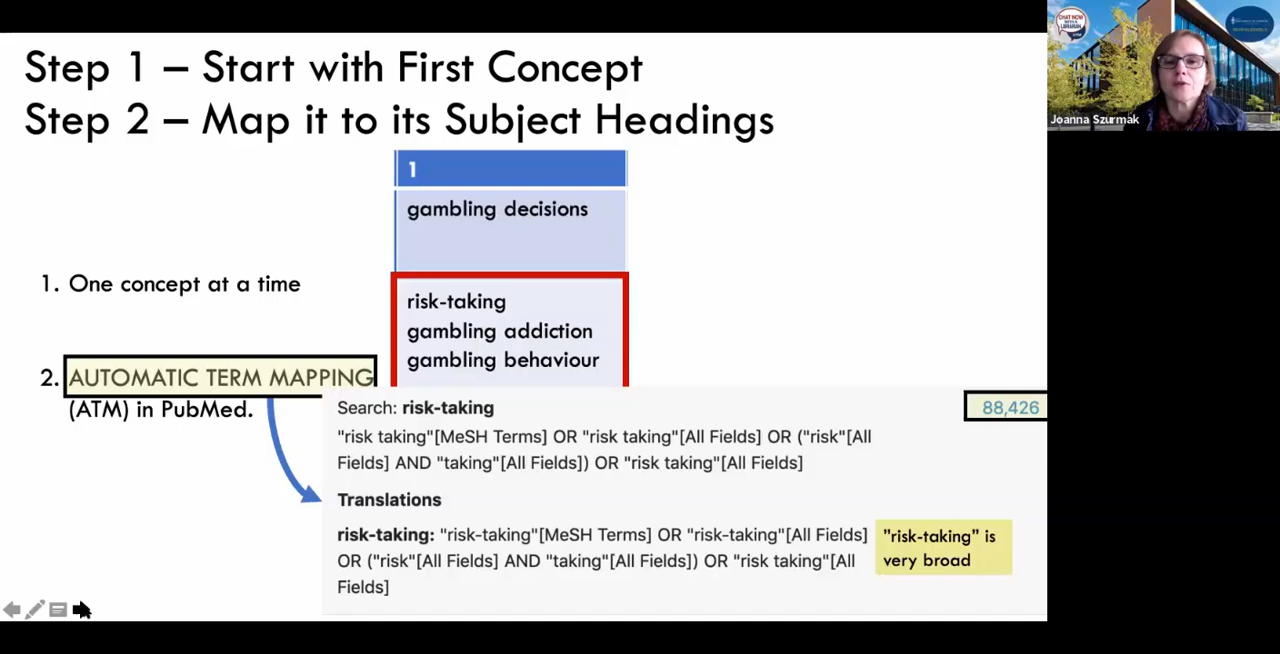 Step 1 – Start with First Concept
Step 2 – Map it to its Subject Headings
1
gambling decisions
1. One concept at a time
risk-taking
gambling addiction
gambling behaviour
2. AUTOMATIC TERM MAPPING
(ATM) in PubMed.
Search: risk-taking
88,426
"risk taking"[MeSH Terms] OR "risk taking"[All Fields] OR ("risk"[All
Fields] AND "taking"[All Fields]) OR "risk taking"[All Fields]
Translations
risk-taking: "risk-taking"[MeSH Terms] OR "risk-taking"[All Fields]
OR ("risk"[All Fields] AND "taking"[All Fields]) OR "risk taking"[All
Fields]
"risk-taking" is
very broad
CHAT NOW
WITH A
LIBRARIAN
Joanna Szurmak